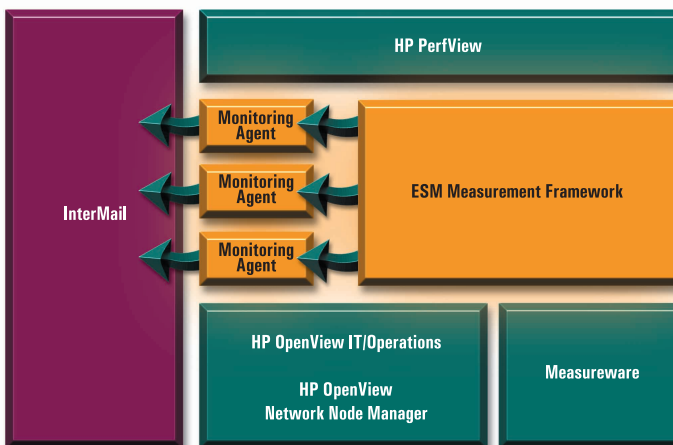 HP PerfView
Monitoring
Agent
Monitoring
Agent
ESM Measurement Framework
InterMail
Monitoring
Agent
HP OpenView IT/Operations
HP OpenView
Network Node Manager
Measureware